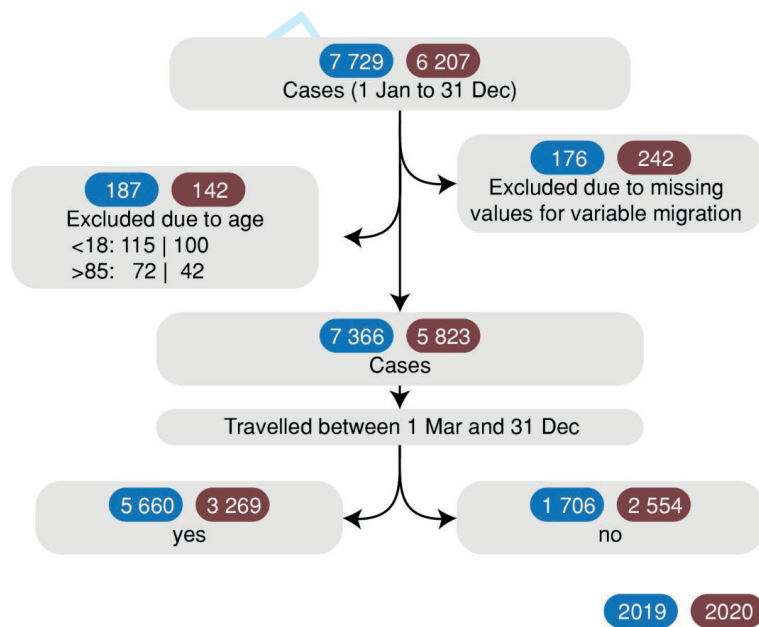 7 729 6 207
Cases (1 Jan to 31 Dec)
187 142
Excluded due to age
<18: 115 | 100
>85: 72 | 42
176 242
Excluded due to missing
values for variable migration
7 366 5 823
Cases
Travelled between 1 Mar and 31 Dec
5 660 3 269
yes
1 706 2 554
no
2019 2020